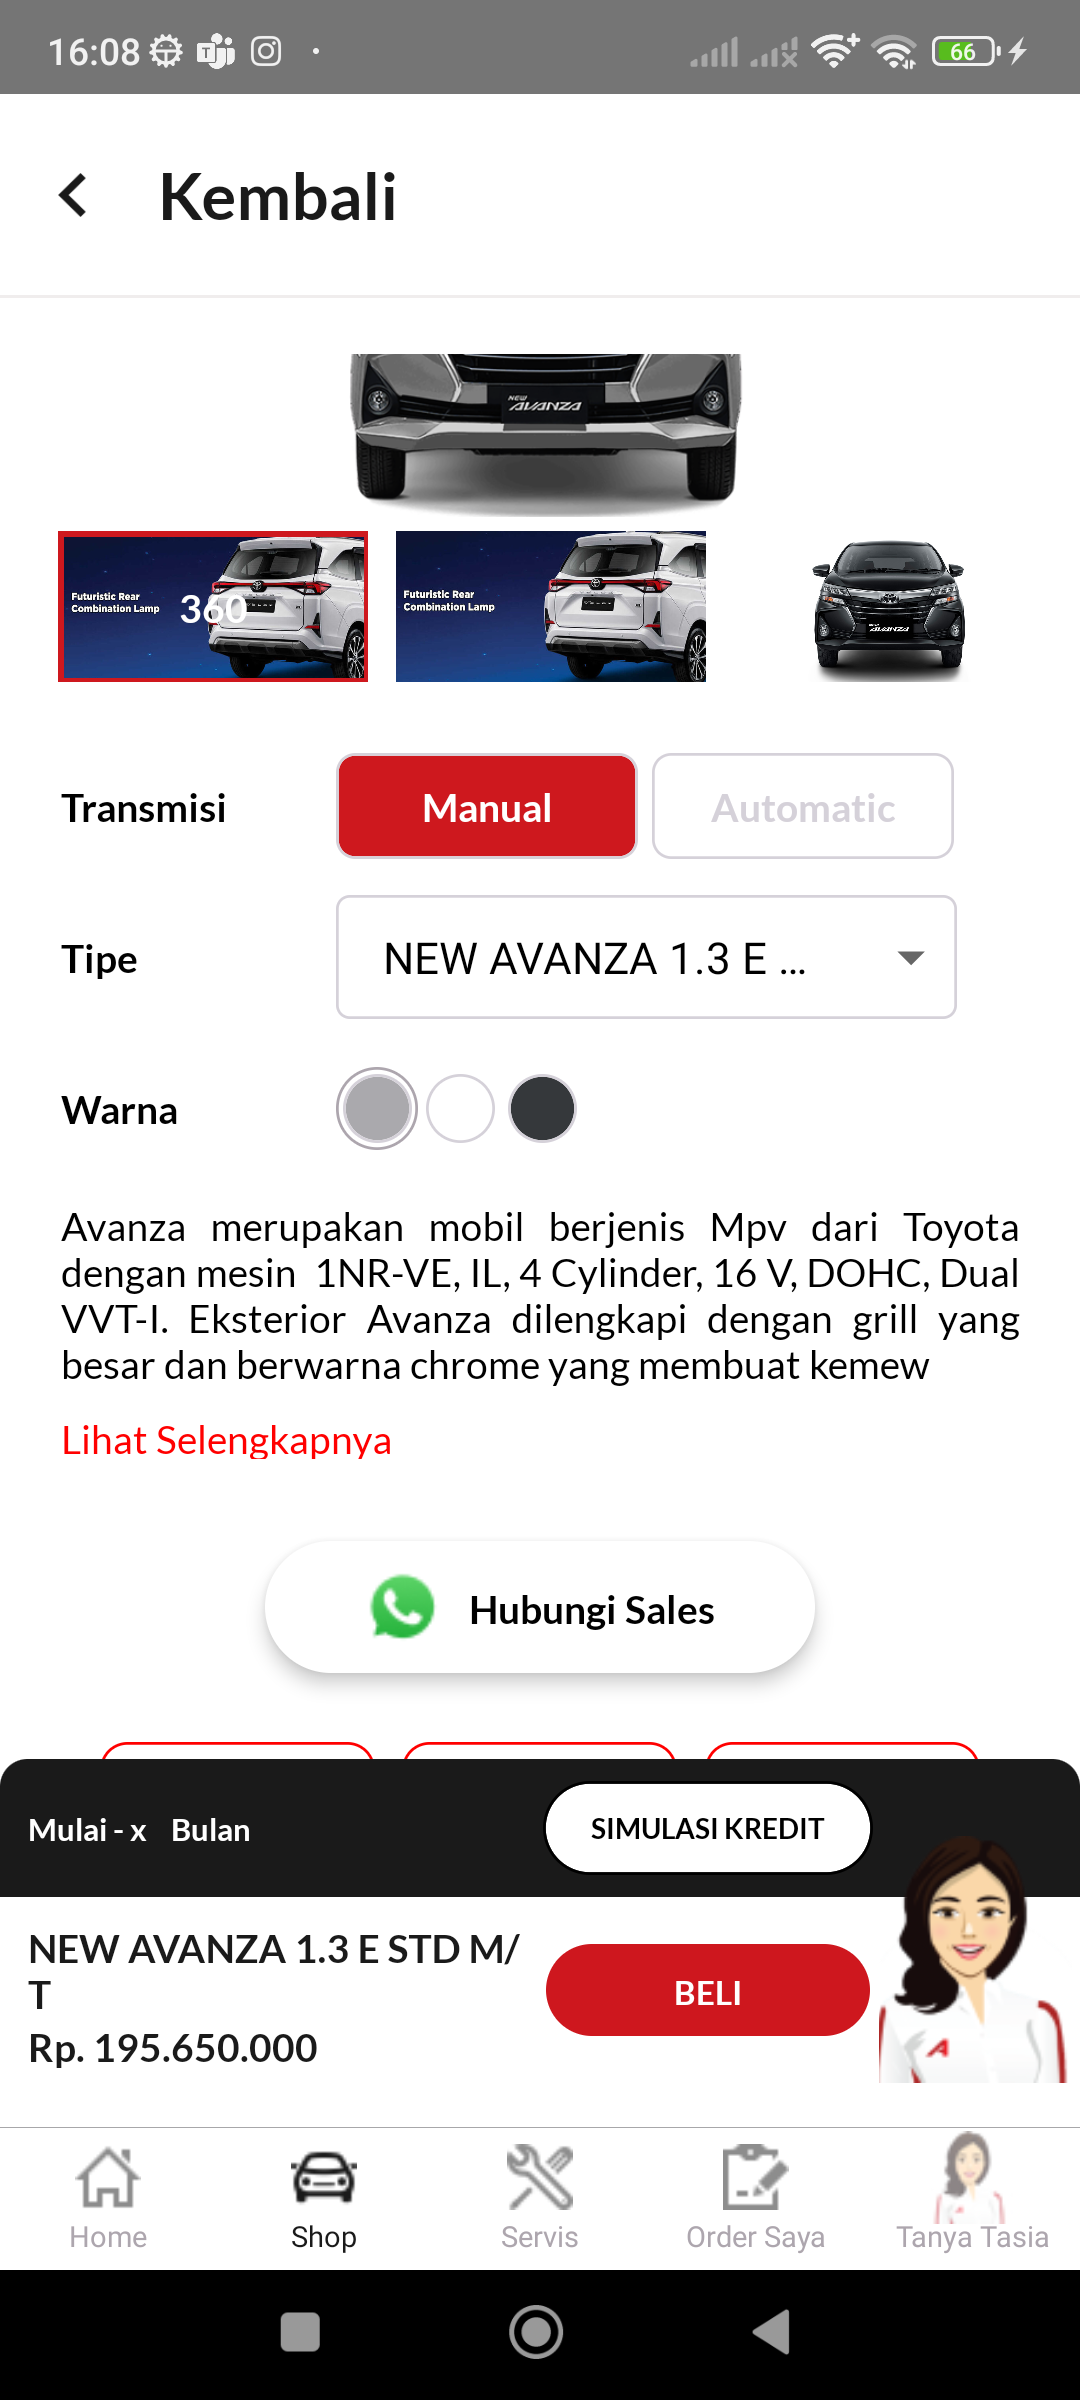 16:08
66
Kembali
NEW
AVANZA
Futuristic Rear
Combination Lamp
360
Futuristic Rear
Combination Lamp
AVANZA
Transmisi
Manual
Automatic
Tipe
NEW AVANZA 1.3 E ...
Warna
Avanza merupakan mobil berjenis Mpv dari Toyota
dengan mesin 1NR-VE, IL, 4 Cylinder, 16 V, DOHC, Dual
VVT-I. Eksterior Avanza dilengkapi dengan grill yang
besar dan berwarna chrome yang membuat kemew
Lihat Selengkapnya
Hubungi Sales
Mulai - x Bulan
SIMULASI KREDIT
NEW AVANZA 1.3 E STD M/
T
Rp. 195.650.000
BELI
Home
Shop
Servis
Order Saya
Tanya Tasia